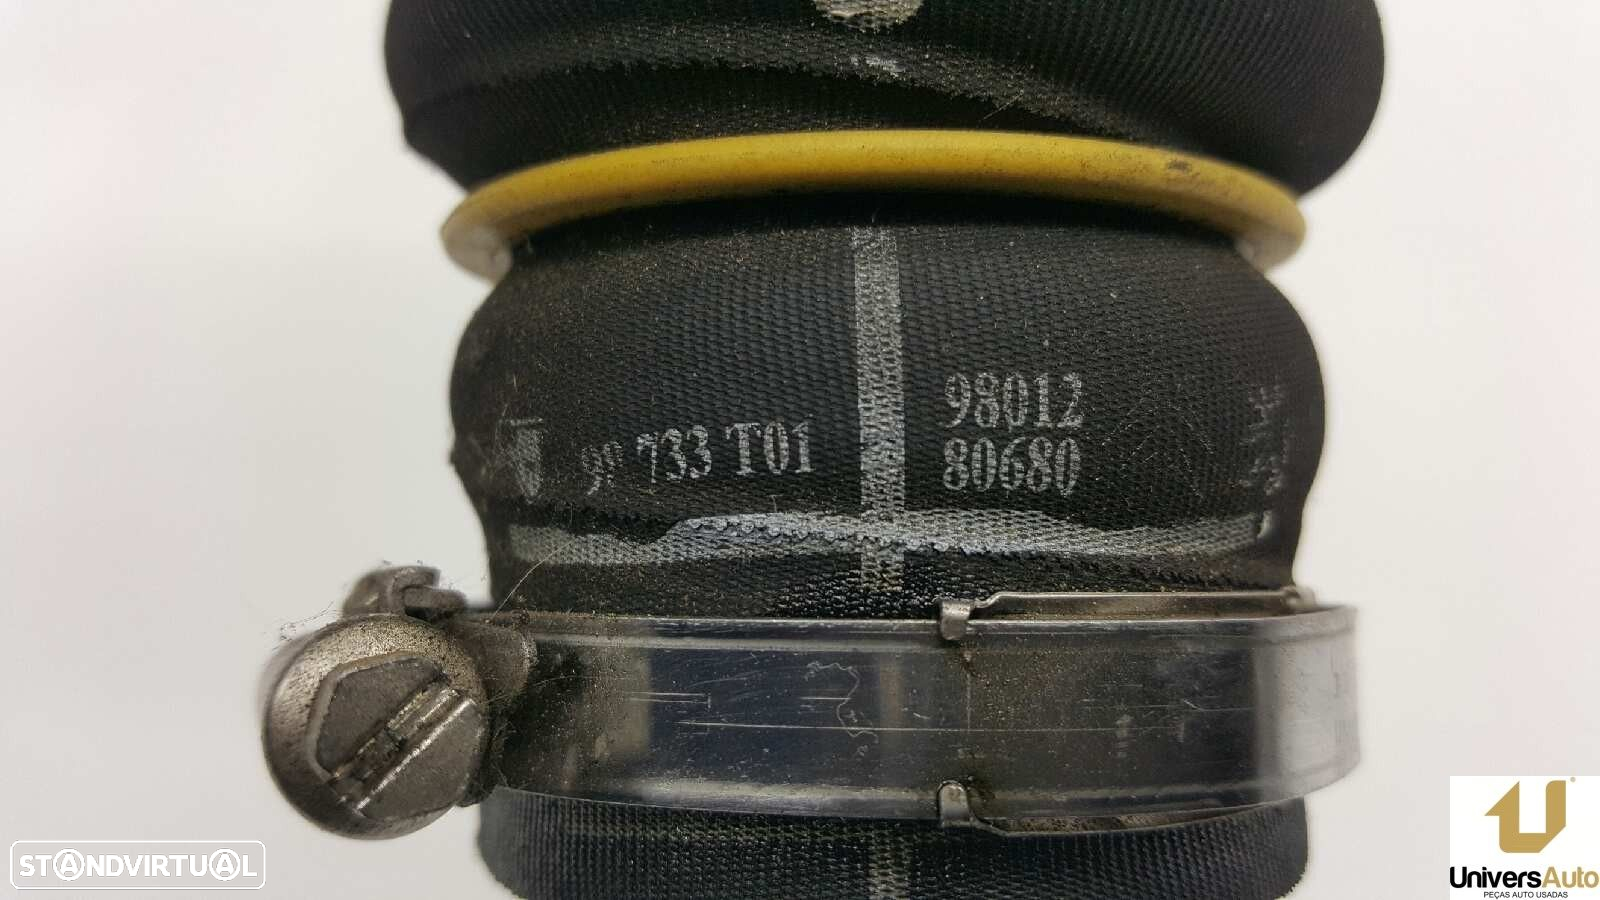 733 T01
98012
80680
STANDVIRTUAL
UniversAuto
PEÇAS AUTO USADAS